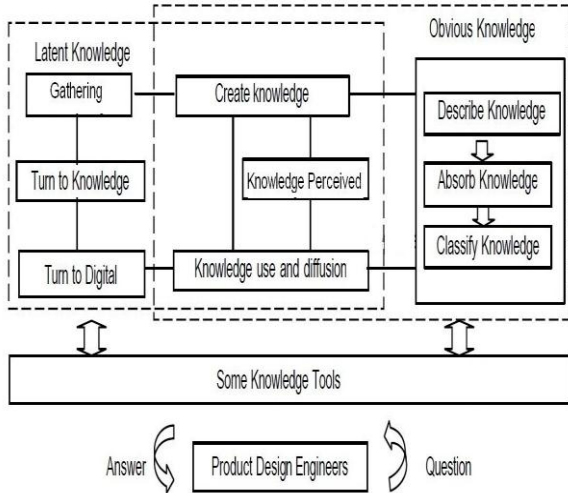 Obvious Knowledge
Latent Knowledge
Gathering
Create knowledge
Describe Knowledge
Knowledge Perceived
Turn to Knowledge
Absorb Knowledge
Classify Knowledge
Turn to Digital
Knowledge use and diffusion
Some Knowledge Tools
Answer
Product Design Engineers
Question